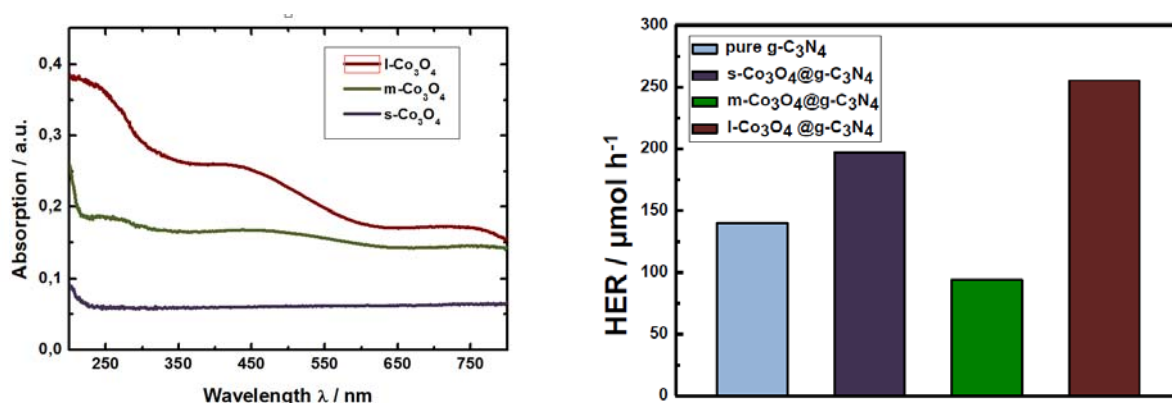 l-Co₃O₄
m-Co₃O₄
s-Co₃O₄
0,4
0,3
0,2
0,1
0,0
Absorption / a.u.
250 350 450 550 650 750
Wavelength λ / nm
pure g-C₃N₄
s-Co₃O₄@g-C₃N₄
m-Co₃O₄@g-C₃N₄
l-Co₃O₄ @g-C₃N₄
300
250
200
150
100
50
0
HER / µmol h⁻¹